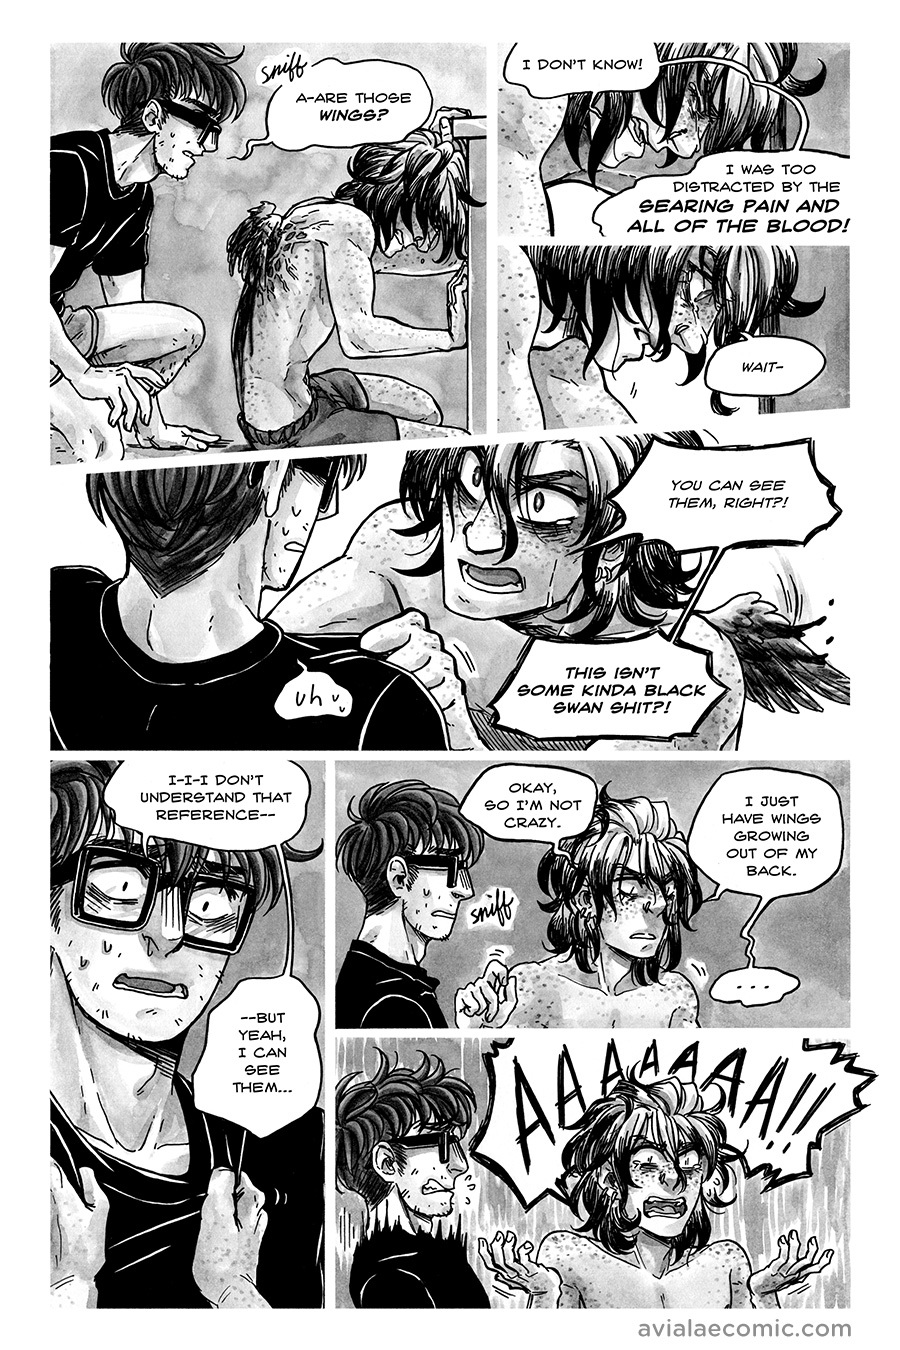 sniff
A-ARE THOSE
WINGS?
I DON'T KNOW!
I WAS TOO
DISTRACTED BY THE
SEARING PAIN AND
ALL OF THE BLOOD!
WAIT-
YOU CAN SEE
THEM, RIGHT?!
THIS ISN'T
SOME KINDA BLACK
SWAN SHIT?!
uh
I-I-I DON'T
UNDERSTAND THAT
REFERENCE--
--BUT
YEAH,
I CAN
SEE
THEM...
OKAY,
SO I'M NOT
CRAZY.
sniff
I JUST
HAVE WINGS
GROWING
OUT OF MY
BACK.
...
AAAAAAA!!
avialaecomic.com